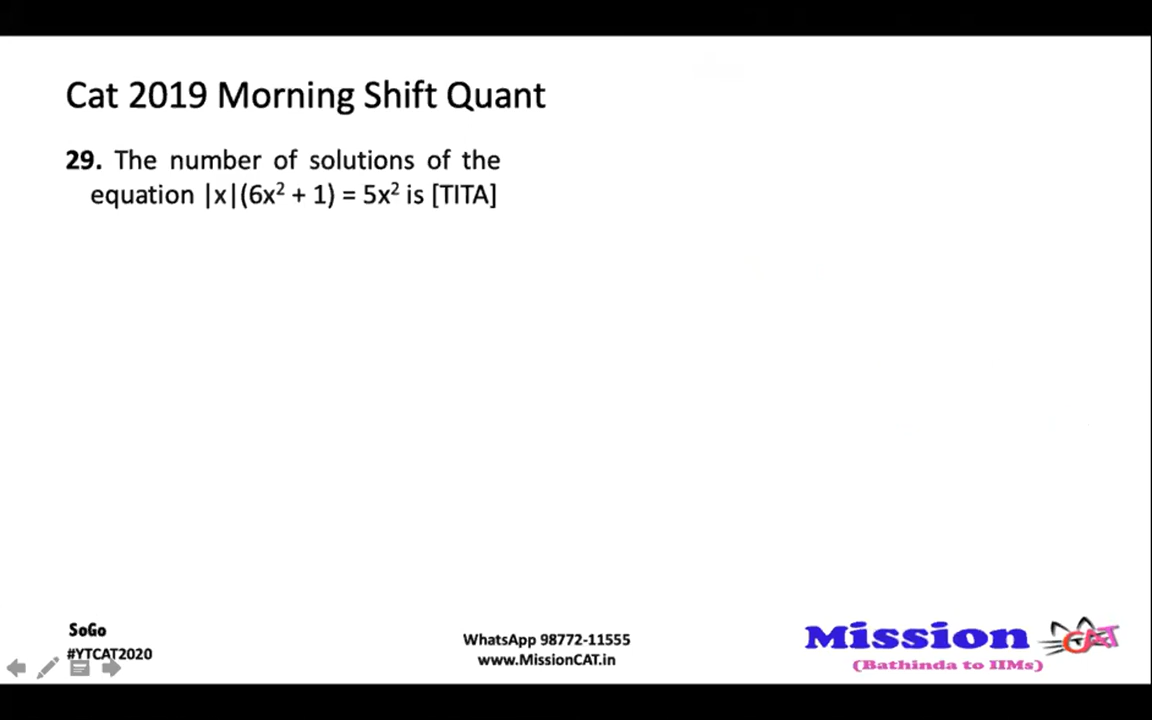 Cat 2019 Morning Shift Quant
29. The number of solutions of the
equation |x|(6x² + 1) = 5x² is [TITA]
SoGo
#YTCAT2020
WhatsApp 98772-11555
www.MissionCAT.in
Mission CAT
(Bathinda to IIMs)